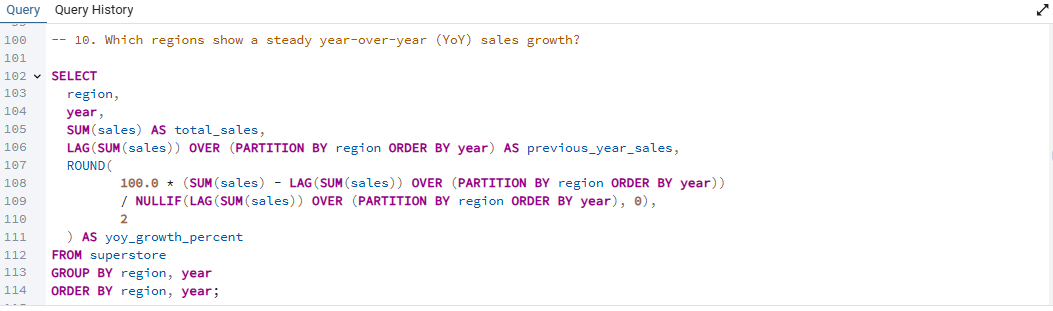 Query Query History
100 -- 10. Which regions show a steady year-over-year (YoY) sales growth?
101
102 SELECT
103 region,
104 year,
105 SUM(sales) AS total_sales,
106 LAG(SUM(sales)) OVER (PARTITION BY region ORDER BY year) AS previous_year_sales,
107 ROUND(
108 100.0 * (SUM(sales) - LAG(SUM(sales)) OVER (PARTITION BY region ORDER BY year))
109 / NULLIF(LAG(SUM(sales)) OVER (PARTITION BY region ORDER BY year), 0),
110 2
111 ) AS yoy_growth_percent
112 FROM superstore
113 GROUP BY region, year
114 ORDER BY region, year;